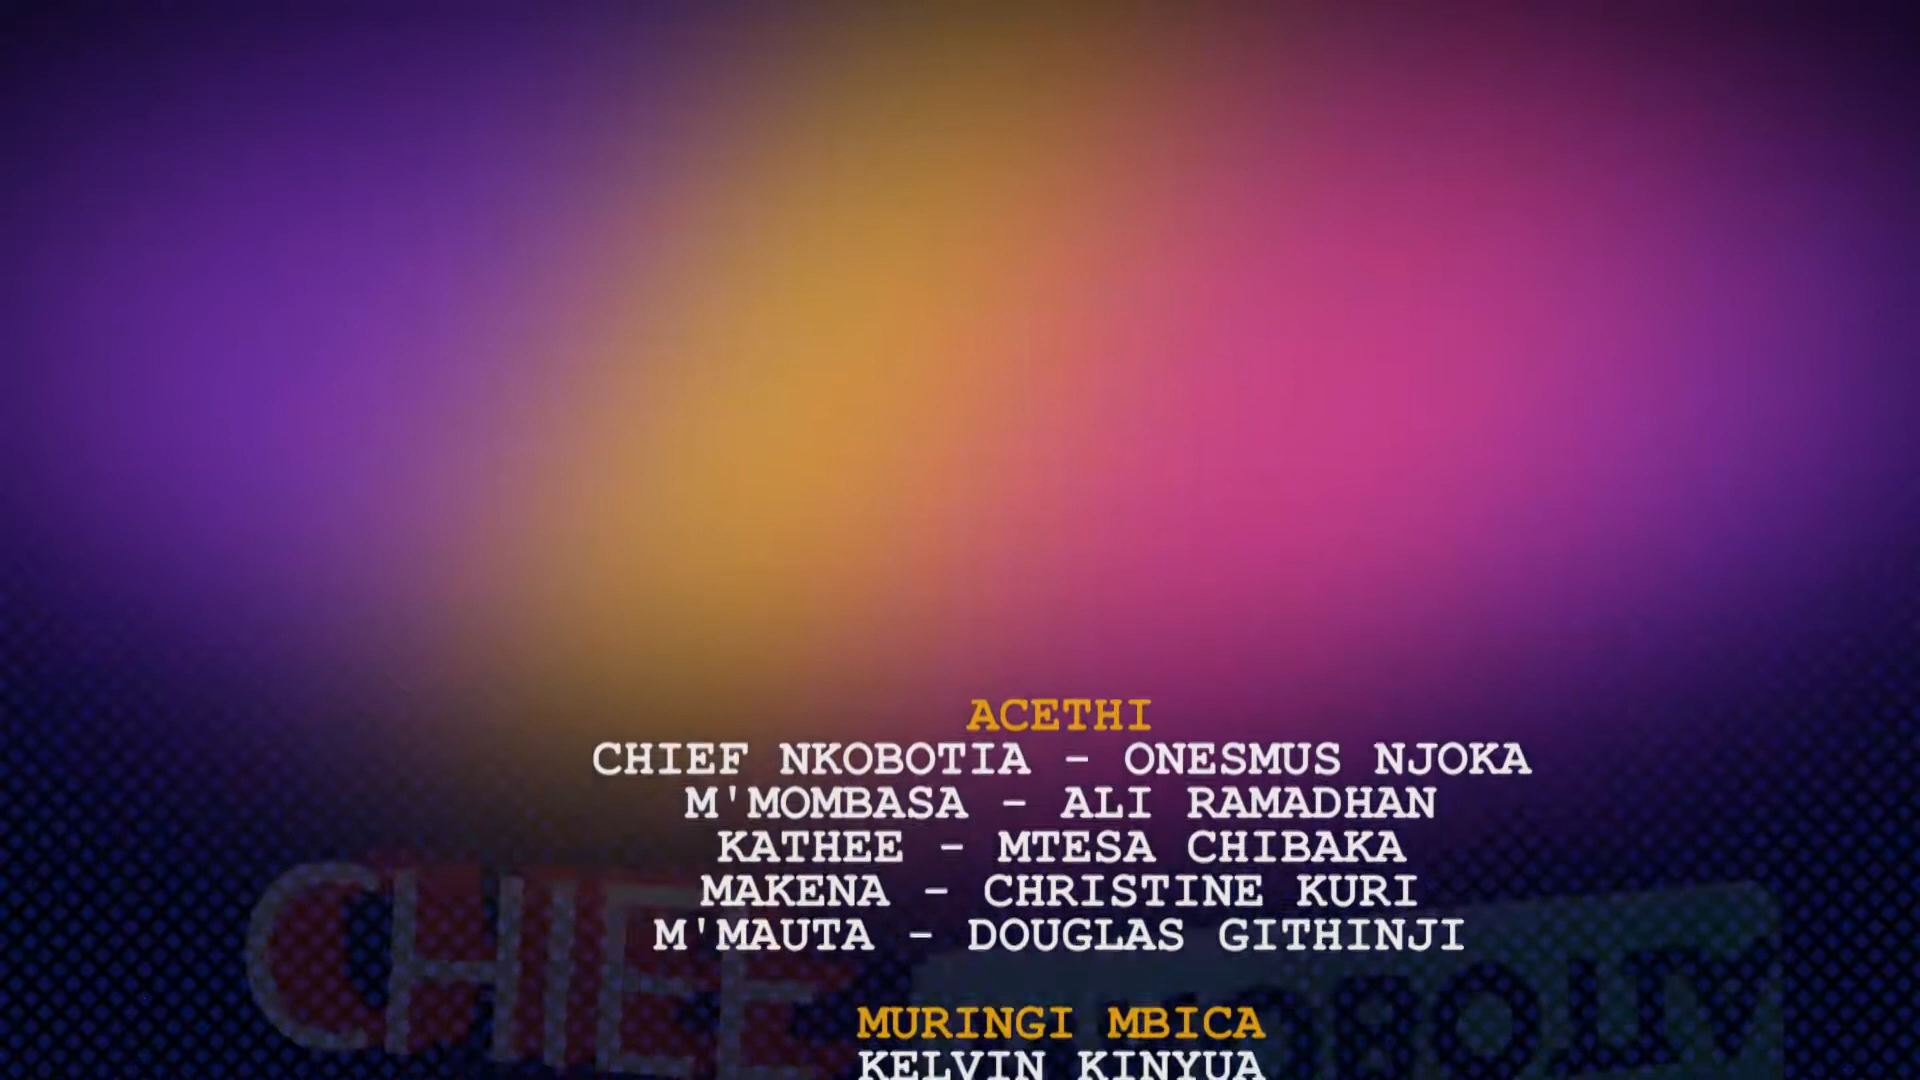 ACETHI
CHIEF NKOBOTIA - ONESMUS NJOKA
M'MOMBASA - ALI RAMADHAN
KATHEE - MTESA CHIBAKA
MAKENA - CHRISTINE KURI
M'MAUTA - DOUGLAS GITHINJI
CHIEF
MURINGI MBICA
KELVIN KINYUA